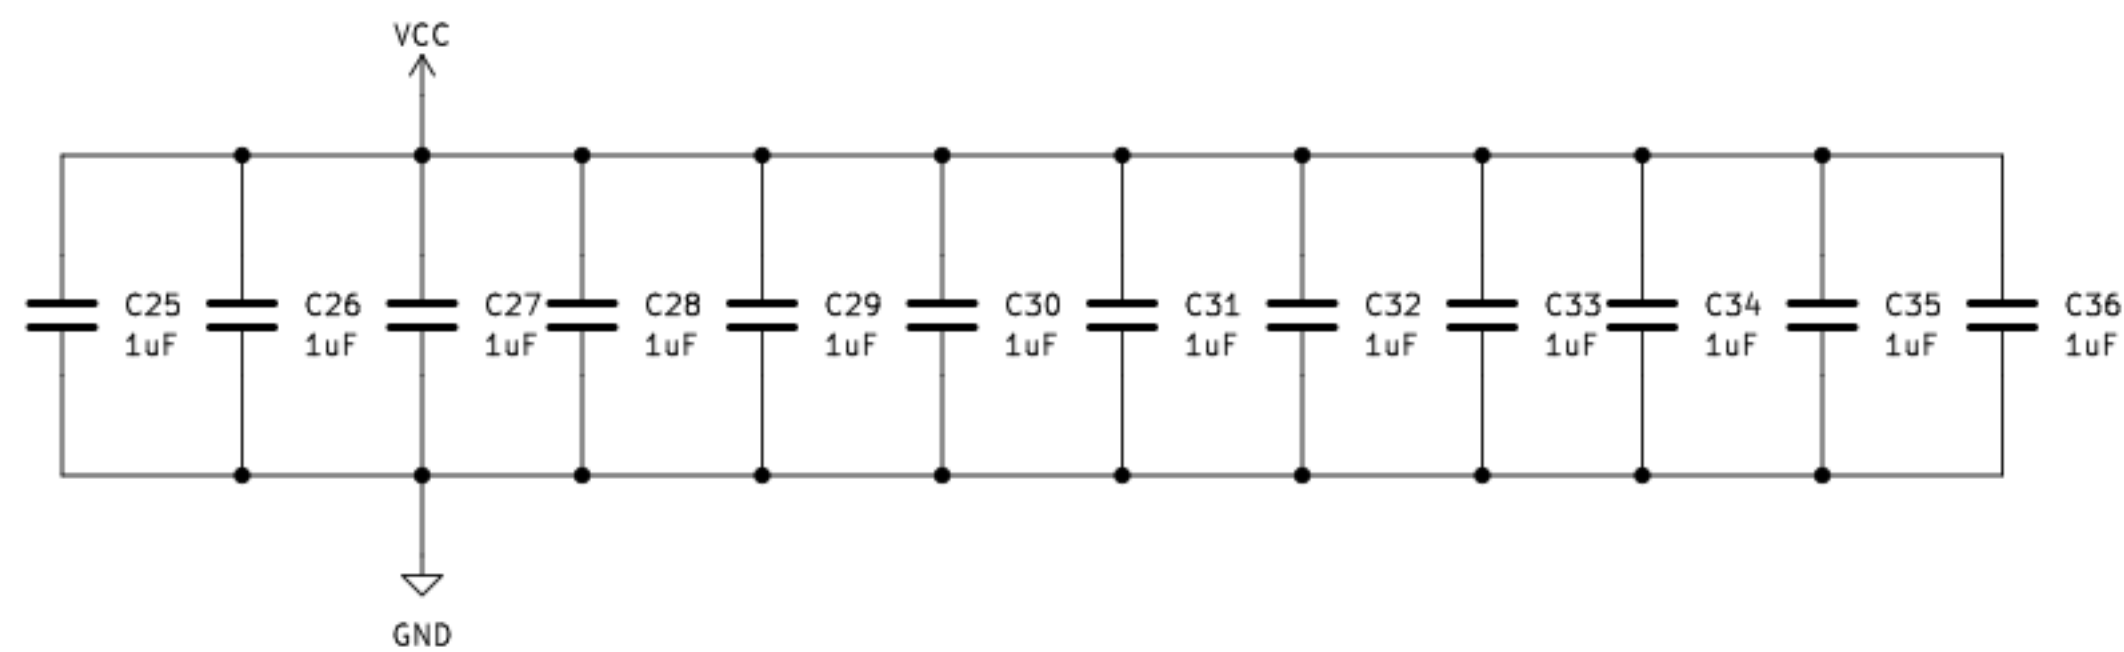 VCC
C25 C26 C27 C28 C29 C30 C31 C32 C33 C34 C35 C36
1uF 1uF 1uF 1uF 1uF 1uF 1uF 1uF 1uF 1uF 1uF 1uF
GND